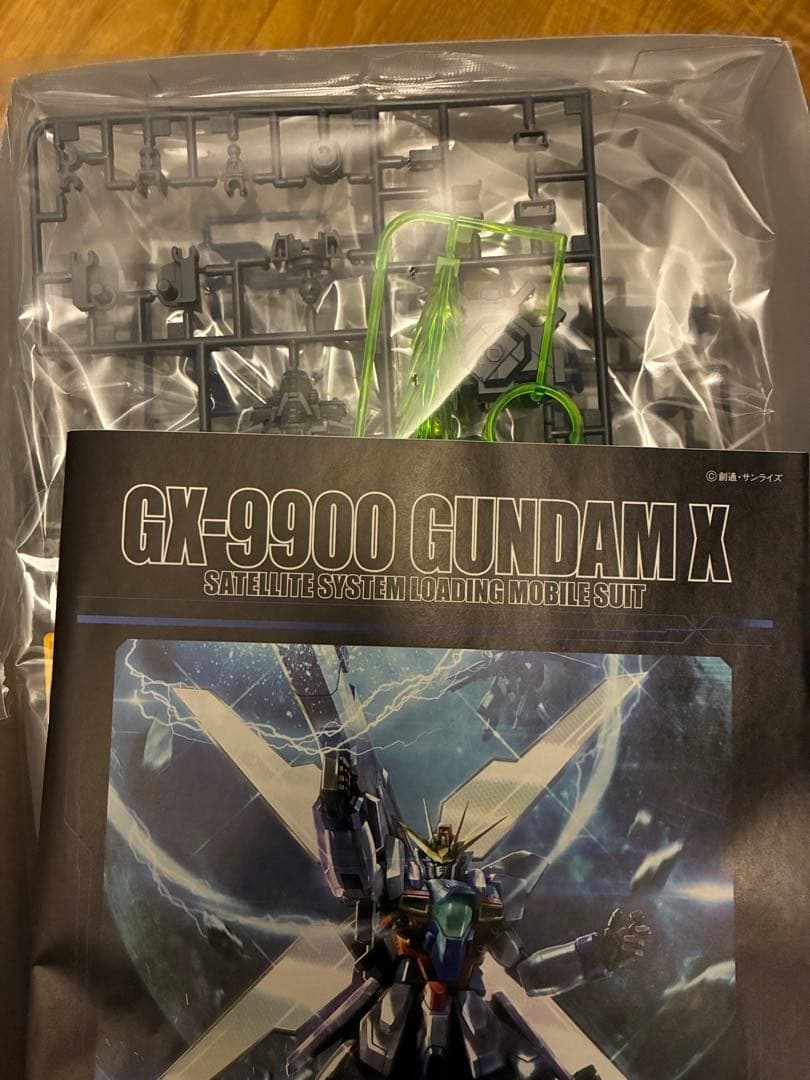 ©創通・サンライズ
GX-9900 GUNDAM X
SATELLITE SYSTEM LOADING MOBILE SUIT